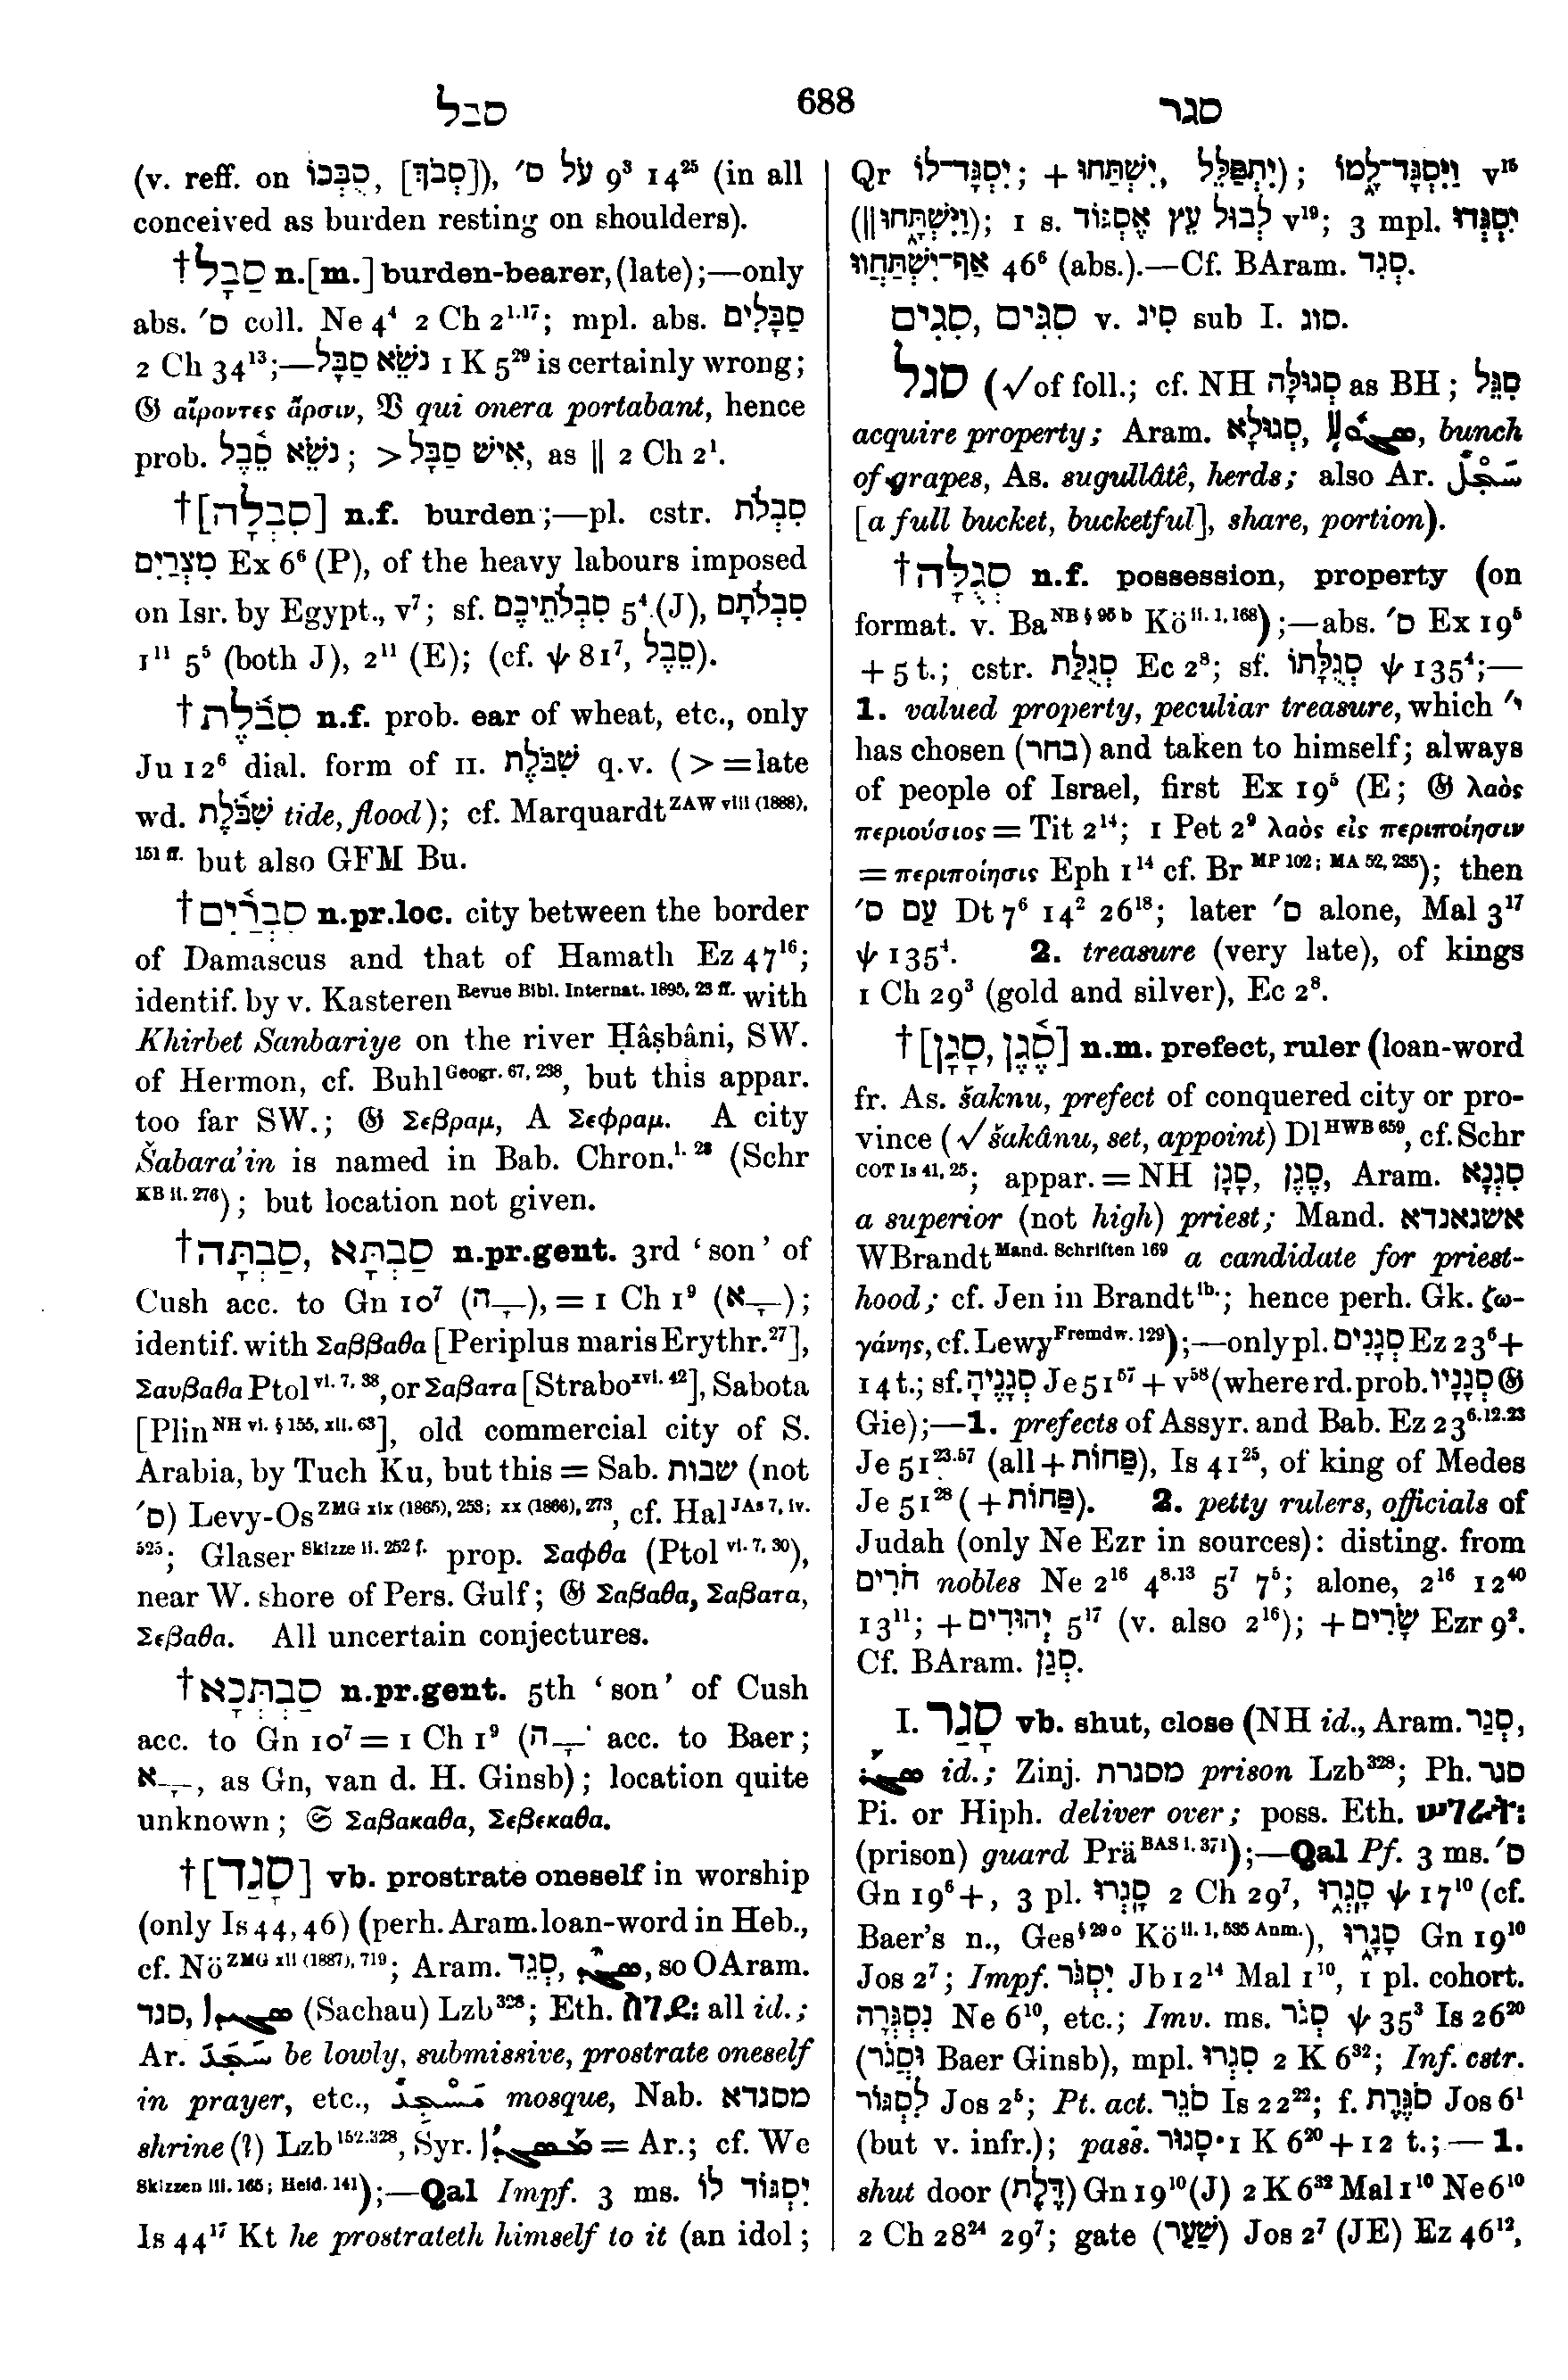 סבל 688 סגר
(v. reff. on סֻבְּכוֹ, [סְבֹךְ]), עַל ס׳ 9³ 14²⁵ (in all
conceived as burden resting on shoulders).
†סַבָּל n.[m.] burden-bearer, (late);—only
abs. ס׳ coll. Ne 4⁴ 2 Ch 2¹·¹⁷; mpl. abs. סַבָּלִים
2 Ch 34¹³;—נֹשֵׂא סַבָּל 1 K 5²⁹ is certainly wrong;
𝔊 αἴροντες ἄρσιν, 𝔙 qui onera portabant, hence
prob. נֹשֵׂא סֵ֫בֶל; > אִישׁ סַבָּל, as ‖ 2 Ch 2¹.
†[סְבָלָה] n.f. burden;—pl. cstr. סִבְלֹת
מִצְרַיִם Ex 6⁶ (P), of the heavy labours imposed
on Isr. by Egypt., v⁷; sf. סִבְלֹתֵיכֶם 5⁴ (J), סִבְלֹתָם
1¹¹ 5⁵ (both J), 2¹¹ (E); (cf. ψ 81⁷, סֵבֶל).
†סִבֹּ֫לֶת n.f. prob. ear of wheat, etc., only
Ju 12⁶ dial. form of II. שִׁבֹּלֶת q.v. (> = late
wd. שִׁבֹּ֫לֶת tide, flood); cf. Marquardt ZAW viii (1888),
151 ff. but also GFM Bu.
†סִבְרַ֫יִם n.pr.loc. city between the border
of Damascus and that of Hamath Ez 47¹⁶;
identif. by v. Kasteren Revue Bibl. Internat. 1895, 23 ff. with
Khirbet Sanbariye on the river Ḥâṣbâni, SW.
of Hermon, cf. Buhl Geogr. 67, 238, but this appar.
too far SW.; 𝔊 Σεβραμ, A Σεφραμ. A city
Šabara’in is named in Bab. Chron. i. 28 (Schr
KB ii. 276); but location not given.
†סַבְתָּא, סַבְתָּה n.pr.gent. 3rd ‘son’ of
Cush acc. to Gn 10⁷ (ה‎ָ—), = 1 Ch 1⁹ (א‎ָ—);
identif. with Σαββαθα [Periplus maris Erythr.²⁷],
Σαυβαθα Ptol vi. 7, 38, or Σαβατα [Strabo xvi. 42], Sabota
[Plin NH vi. § 155, xii. 63], old commercial city of S.
Arabia, by Tuch Ku, but this = Sab. שבות (not
ס׳) Levy-Os ZMG xix (1865), 253; xx (1866), 273, cf. Hal JAs 7, iv.
525; Glaser Skizze ii. 252 f. prop. Σαφθα (Ptol vi. 7, 30),
near W. shore of Pers. Gulf; 𝔊 Σαβαθα, Σαβατα,
Σεβαθα. All uncertain conjectures.
†סַבְתְּכָא n.pr.gent. 5th ‘son’ of Cush
acc. to Gn 10⁷ = 1 Ch 1⁹ (ה‎ָ— acc. to Baer;
א‎ָ—, as Gn, van d. H. Ginsb); location quite
unknown; 𝔊 Σαβακαθα, Σεβεκαθα.
†[סָגַד] vb. prostrate oneself in worship
(only Is 44, 46) (perh. Aram. loan-word in Heb.,
cf. Nö ZMG xli (1887), 719; Aram. סְגֵד, ܣܓܶܕ, so OAram.
סגד, (Sachau) Lzb³²⁸; Eth. ሰገደ: all id.;
Ar. سَجَدَ be lowly, submissive, prostrate oneself
in prayer, etc., مَسْجِدٌ mosque, Nab. מסגדא
shrine (?) Lzb 152.328, Syr. = Ar.; cf. We
Skizzen iii. 165; Heid. 141);—Qal Impf. 3 ms. יִסְגּוֹד לוֹ
Is 44¹⁷ Kt he prostrateth himself to it (an idol;
Qr יִסְגָּד־לוֹ; + יִשְׁתַּחוּ, יִתְפַּלֵּל); וַיִּסְגָּד־לָמוֹ v¹⁵
(‖ וַיִּשְׁתָּחוּ); 1 s. לְבוּל עֵץ אֶסְגּוֹד v¹⁹; 3 mpl. יִסְגְּדוּ
אַף־יִשְׁתַּחֲווּ 46⁶ (abs.).—Cf. BAram. סְגִד.
סִגִים, סִגִּים v. סִיג sub I. סוג.
סגל (√ of foll.; cf. NH סְגוּלָּה as BH; סִגֵּל
acquire property; Aram. סְגוּלָא, bunch
of grapes, As. sugullâtê, herds; also Ar. سَجْلٌ
[a full bucket, bucketful], share, portion).
†סְגֻלָּה n.f. possession, property (on
format. v. Ba NB § 95 b Kö ii. 1, 168);—abs. ס׳ Ex 19⁵
+ 5 t.; cstr. סְגֻלַּת Ec 2⁸; sf. סְגֻלָּתוֹ ψ 135⁴;—
1. valued property, peculiar treasure, which י׳
has chosen (בחר) and taken to himself; always
of people of Israel, first Ex 19⁵ (E; 𝔊 λαὸς
περιούσιος = Tit 2¹⁴; 1 Pet 2⁹ λαὸς εἰς περιποίησιν
= περιποίησις Eph 1¹⁴ cf. Br MP 102; MA 52, 235); then
עַם ס׳ Dt 7⁶ 14² 26¹⁸; later ס׳ alone, Mal 3¹⁷
ψ 135⁴. 2. treasure (very late), of kings
1 Ch 29³ (gold and silver), Ec 2⁸.
†[סֶ֫גֶן, סָגָן] n.m. prefect, ruler (loan-word
fr. As. šaknu, prefect of conquered city or pro-
vince (√ šakânu, set, appoint) Dl HWB 659, cf. Schr
COT Is 41, 25; appar. = NH סָגָן, סֶגֶן, Aram. סִגְנָא
a superior (not high) priest; Mand. אשגאנדא
WBrandt Mand. Schriften 169 a candidate for priest-
hood; cf. Jen in Brandt ib.; hence perh. Gk. ζω-
γάνης, cf. Lewy Fremdw. 129);—only pl. סְגָנִים Ez 23⁶ +
14 t.; sf. סְגָנֶיהָ Je 51⁵⁷ + v⁵⁸ (where rd. prob. סְגָנָיו 𝔊
Gie);—1. prefects of Assyr. and Bab. Ez 23⁶·¹²·²³
Je 51²³·⁵⁷ (all + פַּחוֹת), Is 41²⁵, of king of Medes
Je 51²⁸ (+ פַּחוֹת). 2. petty rulers, officials of
Judah (only Ne Ezr in sources): disting. from
חֹרִים nobles Ne 2¹⁶ 4⁸·¹³ 5⁷ 7⁵; alone, 2¹⁶ 12⁴⁰
13¹¹; + יְהוּדִים 5¹⁷ (v. also 2¹⁶); + שָׂרִים Ezr 9².
Cf. BAram. סְגַן.
I. סָגַר vb. shut, close (NH id., Aram. סְגַר,
id.; Zinj. מסגרת prison Lzb³²⁸; Ph. סגר
Pi. or Hiph. deliver over; poss. Eth.
(prison) guard Prä BAS i. 371);—Qal Pf. 3 ms. ס׳
Gn 19⁶ +, 3 pl. סָֽגְרוּ 2 Ch 29⁷, סָּגְרוּ ψ 17¹⁰ (cf.
Baer’s n., Ges § 29 o Kö ii. 1, 535 Anm.), סָגָרוּ Gn 19¹⁰
Jos 2⁷; Impf. יִסְגֹּר Jb 12¹⁴ Mal 1¹⁰, 1 pl. cohort.
נִסְגְּרָה Ne 6¹⁰, etc.; Imv. ms. סְגֹר ψ 35³ Is 26²⁰
(וּסֲגֹר Baer Ginsb), mpl. סִגְרוּ 2 K 6³²; Inf. cstr.
לִסְגּוֹר Jos 2⁵; Pt. act. סֹגֵר Is 22²²; f. סֹגֶרֶת Jos 6¹
(but v. infr.); pass. סָגוּר 1 K 6²⁰ + 12 t.;—1.
shut door (דֶּלֶת) Gn 19¹⁰ (J) 2 K 6³² Mal 1¹⁰ Ne 6¹⁰
2 Ch 28²⁴ 29⁷; gate (שַׁעַר) Jos 2⁷ (JE) Ez 46¹²,